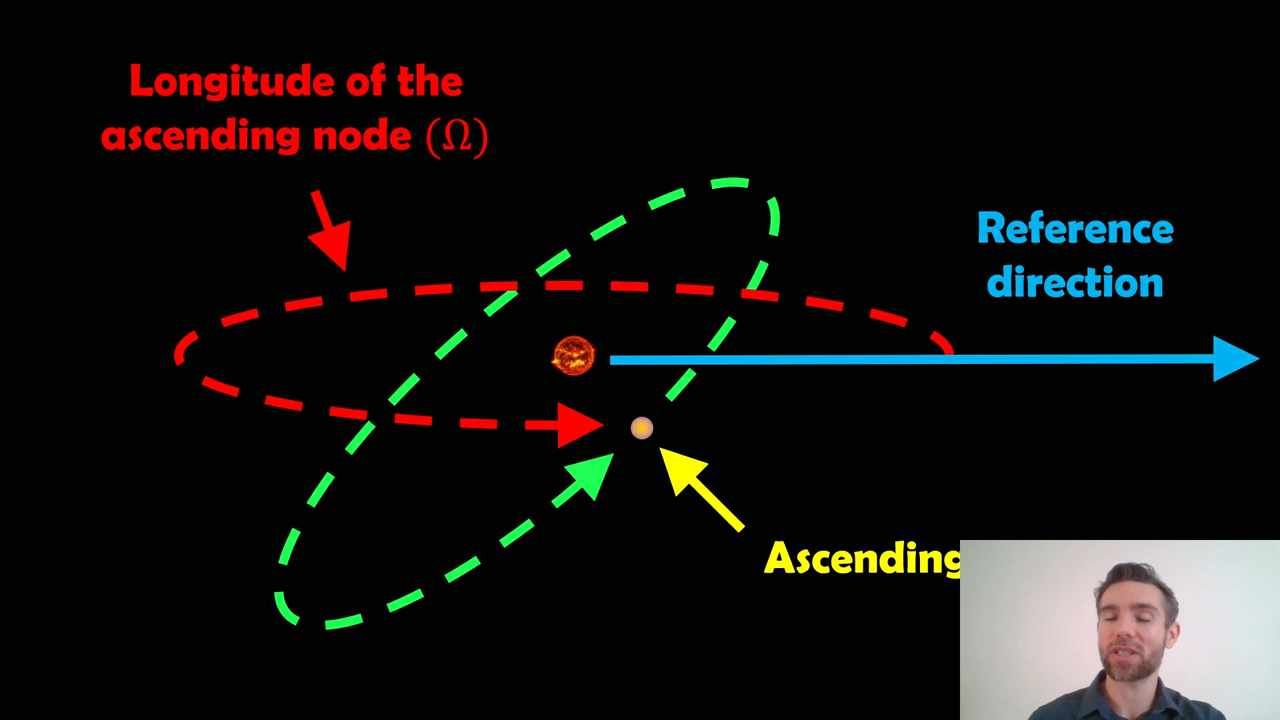 Longitude of the
ascending node (Ω)
Reference
direction
Ascending